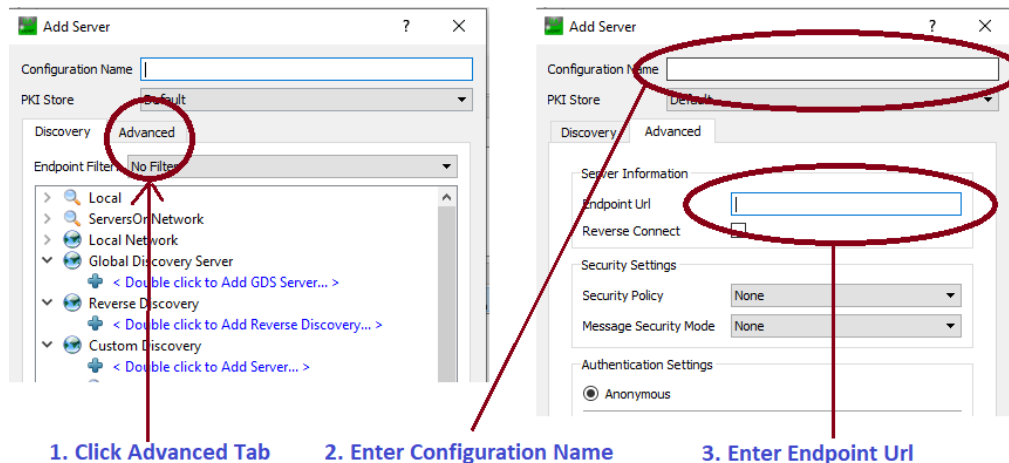 Add Server ? X
Configuration Name
PKI Store Default
Discovery Advanced
Endpoint Filter: No Filter
Local
ServersOnNetwork
Local Network
Global Discovery Server
< Double click to Add GDS Server... >
Reverse Discovery
< Double click to Add Reverse Discovery... >
Custom Discovery
< Double click to Add Server... >
Add Server ? X
Configuration Name
PKI Store Default
Discovery Advanced
Server Information
Endpoint Url
Reverse Connect
Security Settings
Security Policy None
Message Security Mode None
Authentication Settings
Anonymous
1. Click Advanced Tab
2. Enter Configuration Name
3. Enter Endpoint Url